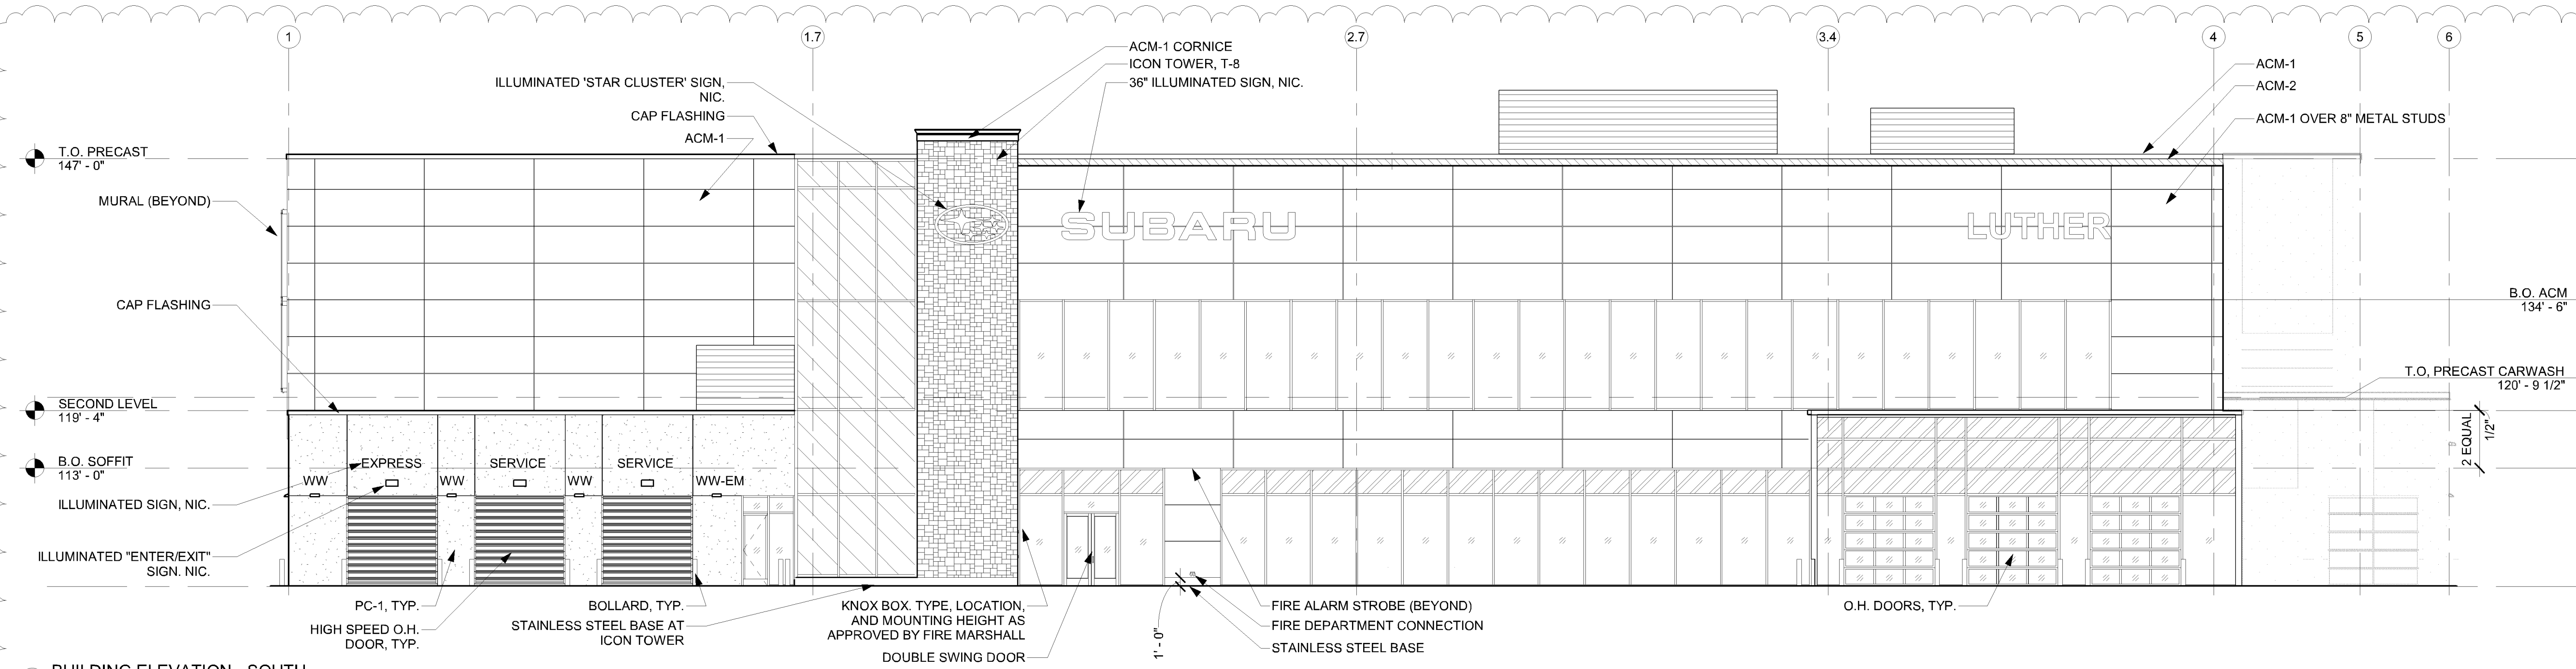 1
1.7
2.7
3.4
4
5
6
ACM-1 CORNICE
ICON TOWER, T-8
36" ILLUMINATED SIGN, NIC.
ILLUMINATED 'STAR CLUSTER' SIGN,
NIC.
CAP FLASHING
ACM-1
ACM-1
ACM-2
ACM-1 OVER 8" METAL STUDS
T.O. PRECAST
147' - 0"
MURAL (BEYOND)
CAP FLASHING
SECOND LEVEL
119' - 4"
B.O. SOFFIT
113' - 0"
ILLUMINATED SIGN, NIC.
ILLUMINATED "ENTER/EXIT"
SIGN. NIC.
SUBARU
LUTHER
B.O. ACM
134' - 6"
T.O, PRECAST CARWASH
120' - 9 1/2"
2 EQUAL
1/2"
EXPRESS
SERVICE
SERVICE
WW
WW
WW
WW-EM
PC-1, TYP.
HIGH SPEED O.H.
DOOR, TYP.
BOLLARD, TYP.
STAINLESS STEEL BASE AT
ICON TOWER
KNOX BOX. TYPE, LOCATION,
AND MOUNTING HEIGHT AS
APPROVED BY FIRE MARSHALL
DOUBLE SWING DOOR
1' - 0"
FIRE ALARM STROBE (BEYOND)
FIRE DEPARTMENT CONNECTION
STAINLESS STEEL BASE
O.H. DOORS, TYP.
BUILDING ELEVATION - SOUTH